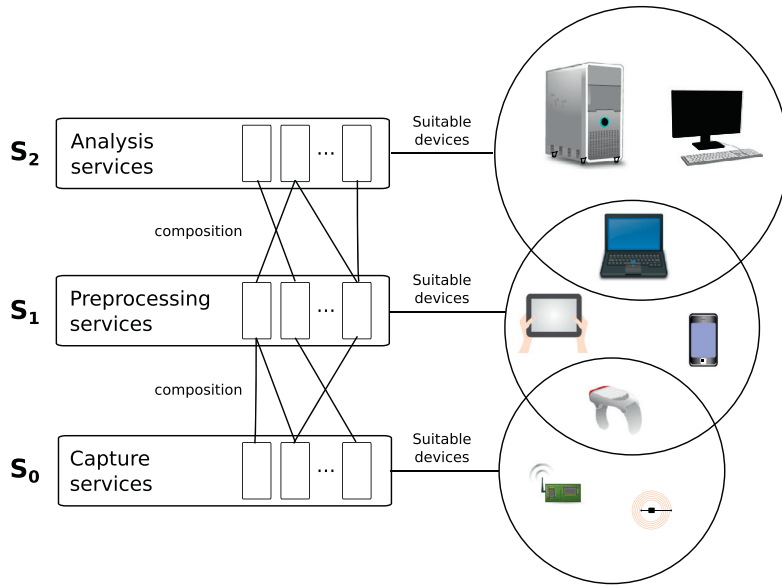 S2
Analysis
services
...
Suitable
devices
composition
S1
Preprocessing
services
...
Suitable
devices
composition
S0
Capture
services
...
Suitable
devices